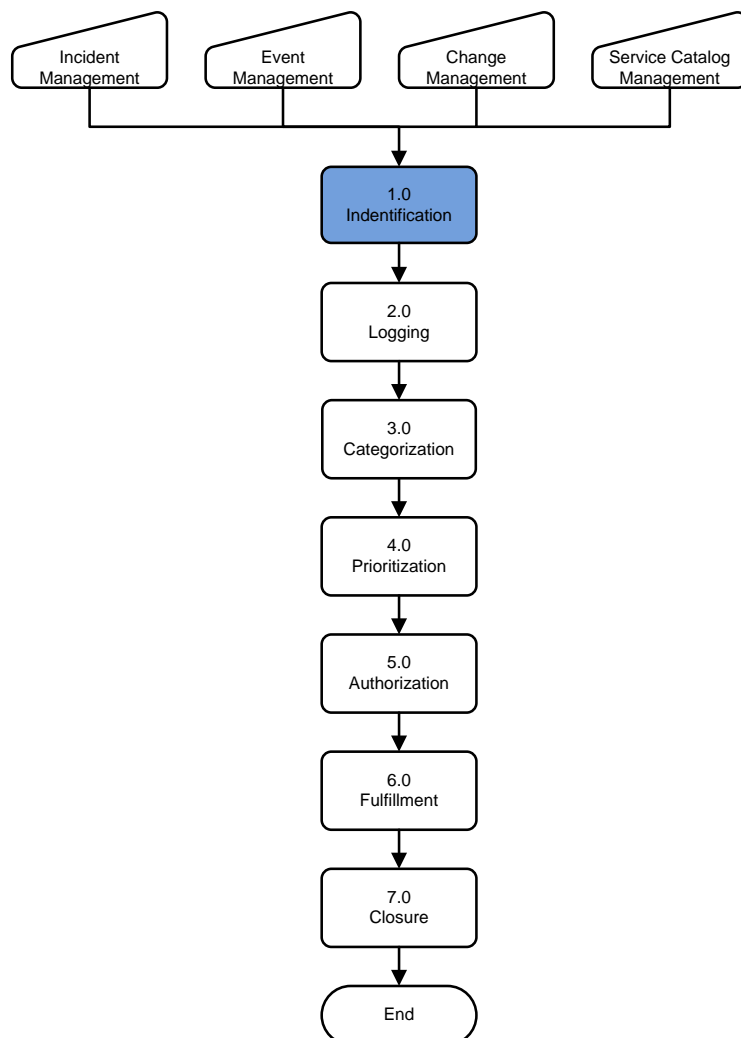 Incident
Management
Event
Management
Change
Management
Service Catalog
Management
1.0
Indentification
2.0
Logging
3.0
Categorization
4.0
Prioritization
5.0
Authorization
6.0
Fulfillment
7.0
Closure
End